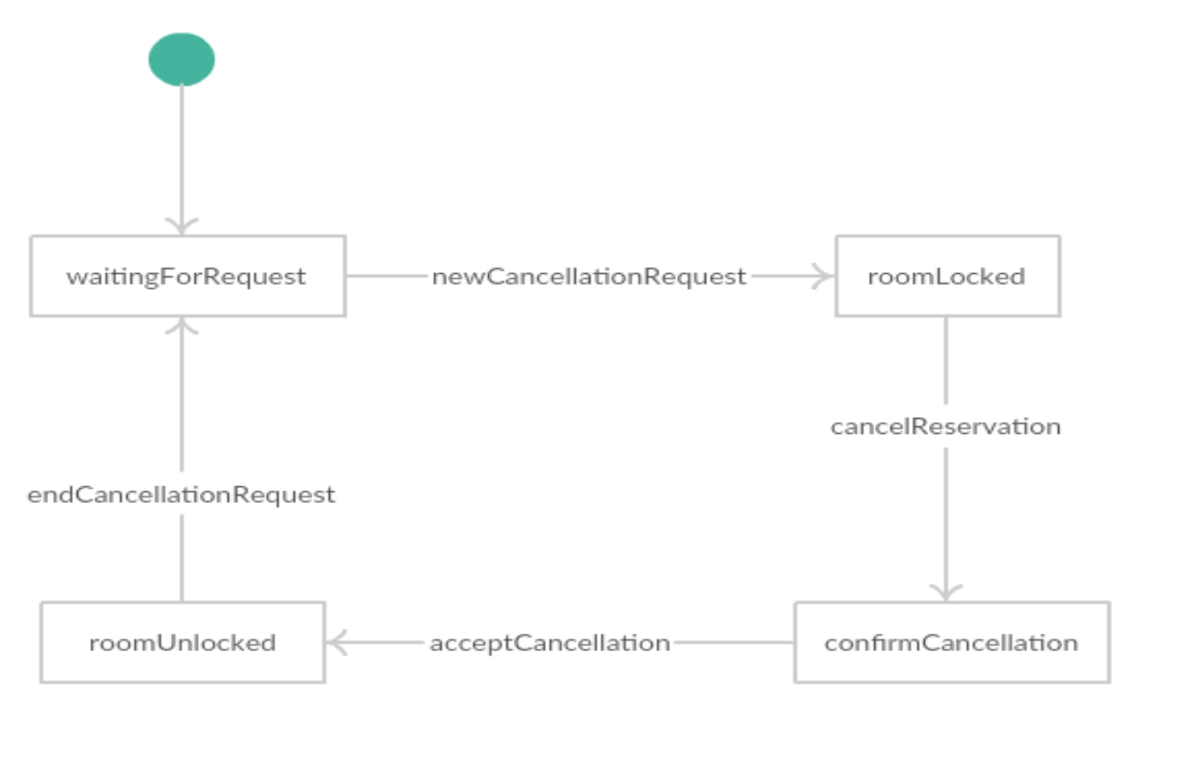 waitingForRequest
newCancellationRequest
roomLocked
cancelReservation
endCancellationRequest
roomUnlocked
acceptCancellation
confirmCancellation